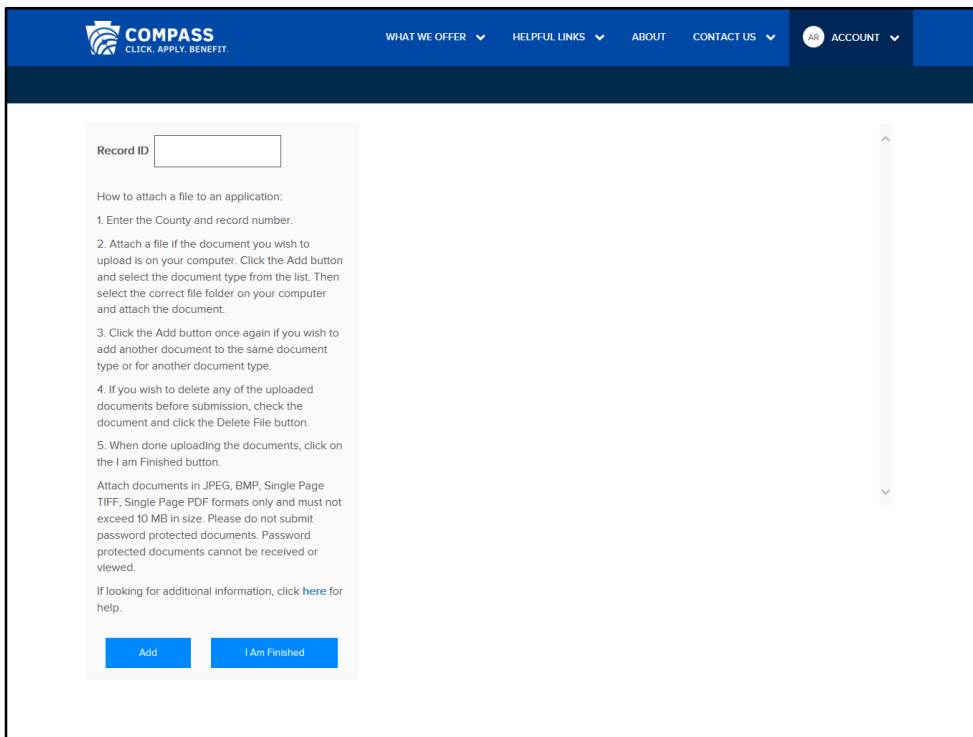 COMPASS
CLICK. APPLY. BENEFIT.
WHAT WE OFFER HELPFUL LINKS ABOUT CONTACT US AR ACCOUNT
Record ID
How to attach a file to an application:
1. Enter the County and record number.
2. Attach a file if the document you wish to
upload is on your computer. Click the Add button
and select the document type from the list. Then
select the correct file folder on your computer
and attach the document.
3. Click the Add button once again if you wish to
add another document to the same document
type or for another document type.
4. If you wish to delete any of the uploaded
documents before submission, check the
document and click the Delete File button.
5. When done uploading the documents, click on
the I am Finished button.
Attach documents in JPEG, BMP, Single Page
TIFF, Single Page PDF formats only and must not
exceed 10 MB in size. Please do not submit
password protected documents. Password
protected documents cannot be received or
viewed.
If looking for additional information, click here for
help.
Add I Am Finished